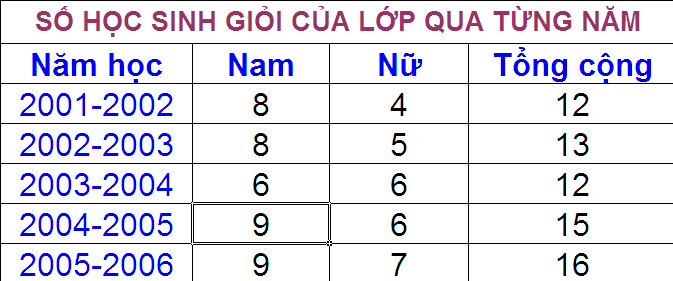 SỐ HỌC SINH GIỎI CỦA LỚP QUA TỪNG NĂM
Năm học Nam Nữ Tổng cộng
2001-2002 8 4 12
2002-2003 8 5 13
2003-2004 6 6 12
2004-2005 9 6 15
2005-2006 9 7 16